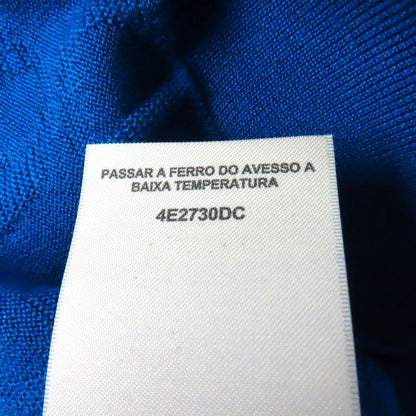 PASSAR A FERRO DO AVESSO A
BAIXA TEMPERATURA
4E2730DC